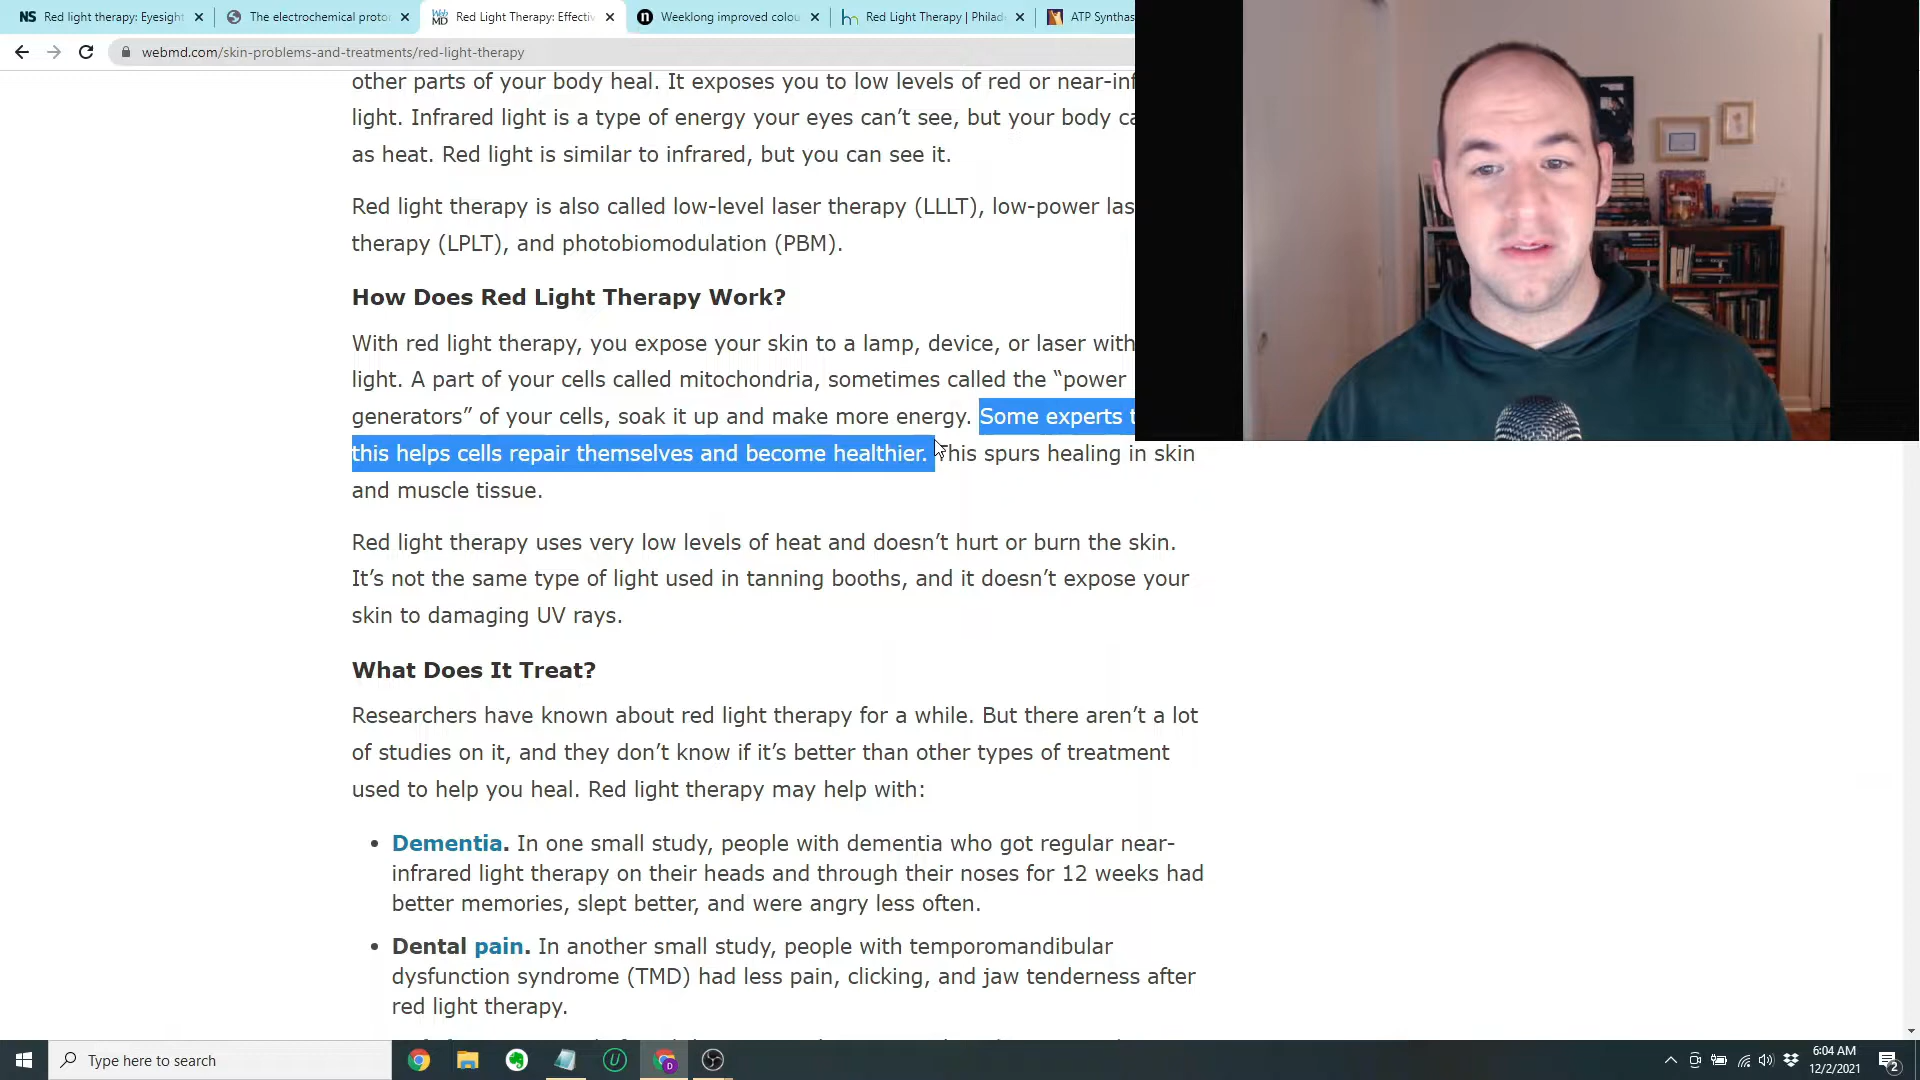 NS Red light therapy: Eyesight
The electrochemical proto
Web MD Red Light Therapy: Effectiv
n Weeklong improved colou
hn Red Light Therapy | Philad
ATP Synthas
webmd.com/skin-problems-and-treatments/red-light-therapy
other parts of your body heal. It exposes you to low levels of red or near-inf
light. Infrared light is a type of energy your eyes can’t see, but your body ca
as heat. Red light is similar to infrared, but you can see it.
Red light therapy is also called low-level laser therapy (LLLT), low-power las
therapy (LPLT), and photobiomodulation (PBM).
How Does Red Light Therapy Work?
With red light therapy, you expose your skin to a lamp, device, or laser with
light. A part of your cells called mitochondria, sometimes called the “power
generators” of your cells, soak it up and make more energy. Some experts t
this helps cells repair themselves and become healthier. This spurs healing in skin
and muscle tissue.
Red light therapy uses very low levels of heat and doesn’t hurt or burn the skin.
It’s not the same type of light used in tanning booths, and it doesn’t expose your
skin to damaging UV rays.
What Does It Treat?
Researchers have known about red light therapy for a while. But there aren’t a lot
of studies on it, and they don’t know if it’s better than other types of treatment
used to help you heal. Red light therapy may help with:
• Dementia. In one small study, people with dementia who got regular near-
infrared light therapy on their heads and through their noses for 12 weeks had
better memories, slept better, and were angry less often.
• Dental pain. In another small study, people with temporomandibular
dysfunction syndrome (TMD) had less pain, clicking, and jaw tenderness after
red light therapy.
Type here to search
6:04 AM
12/2/2021
2